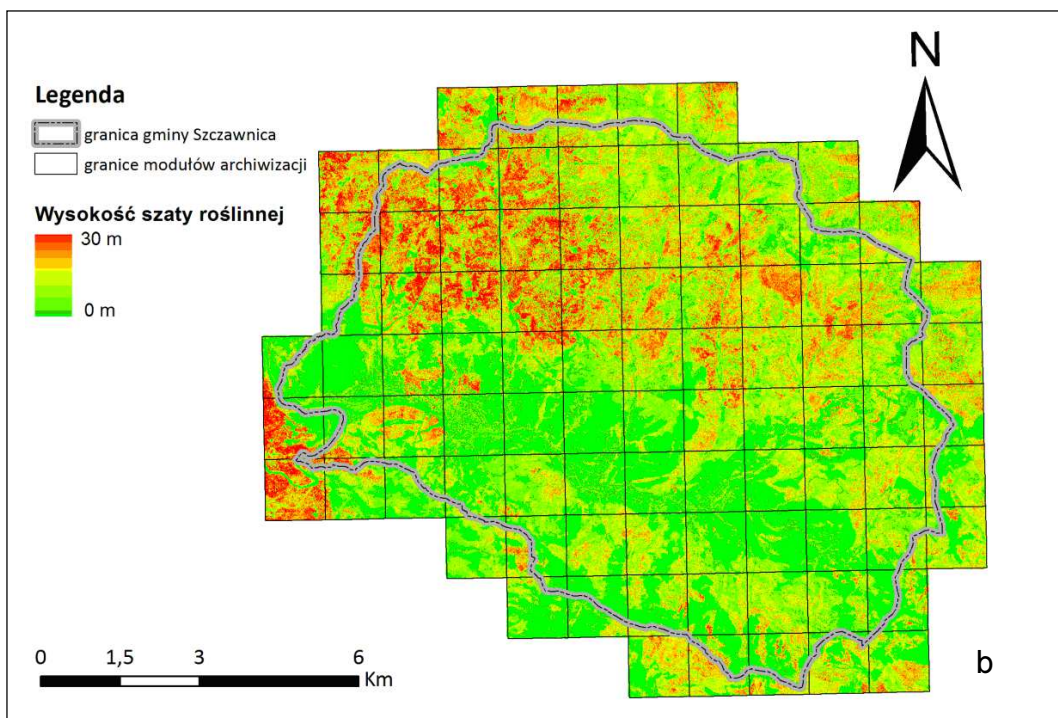 N
Legenda
granica gminy Szczawnica
granice modułów archiwizacji
Wysokość szaty roślinnej
30 m
0 m
0 1,5 3 6
Km
b